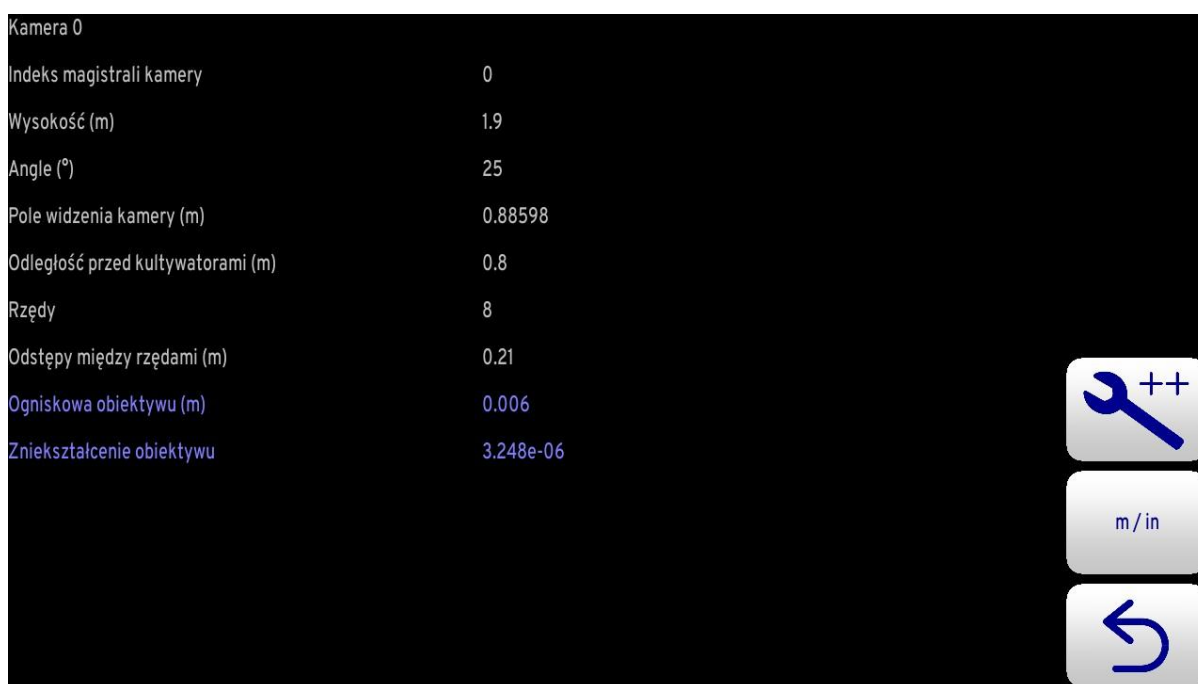 Kamera 0
Indeks magistrali kamery 0
Wysokość (m) 1.9
Angle (°) 25
Pole widzenia kamery (m) 0.88598
Odległość przed kultywatorami (m) 0.8
Rzędy 8
Odstępy między rzędami (m) 0.21
Ogniskowa obiektywu (m) 0.006
Zniekształcenie obiektywu 3.248e-06
++
m / in